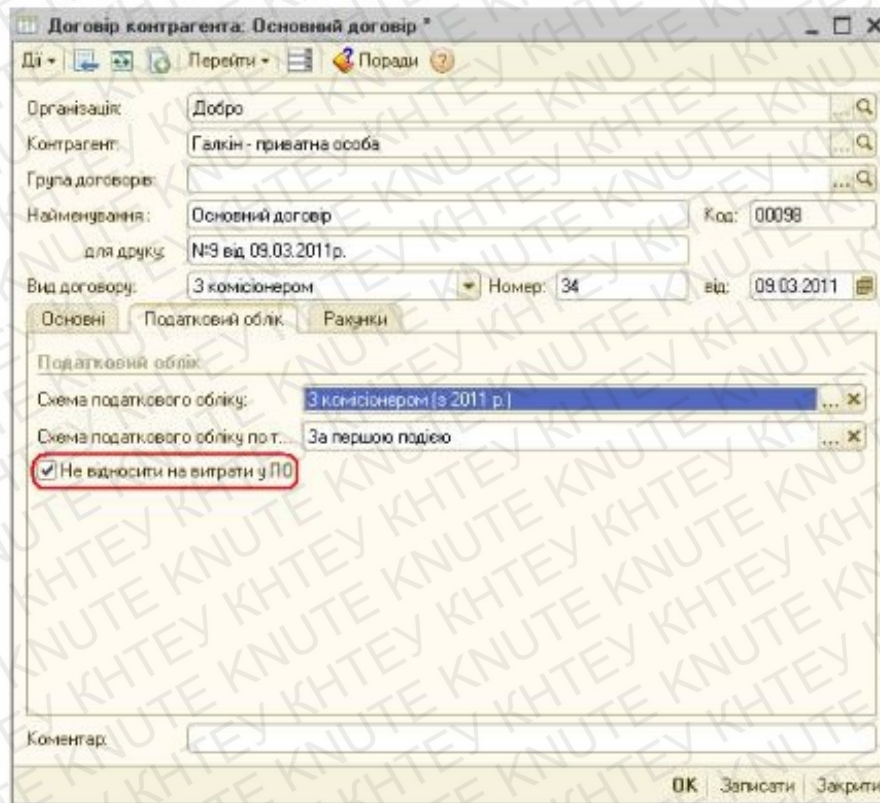 Договір контрагента: Основний договір *
Дії Перейти Поради
Організація: Добро
Контрагент: Галкін - приватна особа
Група договорів:
Найменування: Основний договір Код: 00098
для друку: №9 від 09.03.2011р.
Вид договору: З комісіонером Номер: 34 від: 09.03.2011
Основні Податковий облік Рахунки
Податковий облік
Схема податкового обліку: З комісіонером (з 2011 р.)
Схема податкового обліку по т... За першою подією
Не відносити на витрати у ПО
Коментар:
OK Записати Закрити